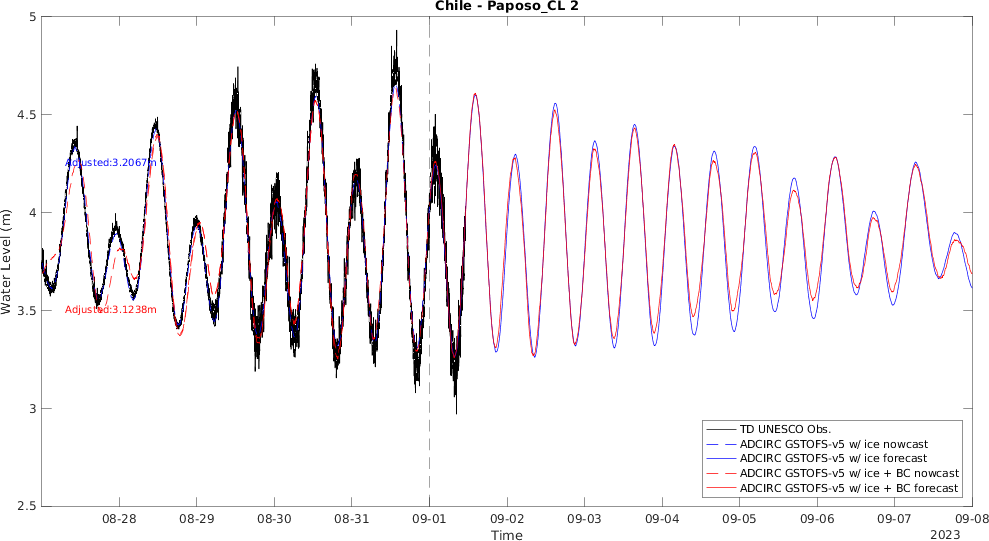 Chile - Paposo_CL 2
Water Level (m)
5
4.5
4
3.5
3
2.5
Adjusted:3.2067m
Adjusted:3.1238m
TD UNESCO Obs.
ADCIRC GSTOFS-v5 w/ ice nowcast
ADCIRC GSTOFS-v5 w/ ice forecast
ADCIRC GSTOFS-v5 w/ ice + BC nowcast
ADCIRC GSTOFS-v5 w/ ice + BC forecast
08-28 08-29 08-30 08-31 09-01 09-02 09-03 09-04 09-05 09-06 09-07 09-08
Time
2023